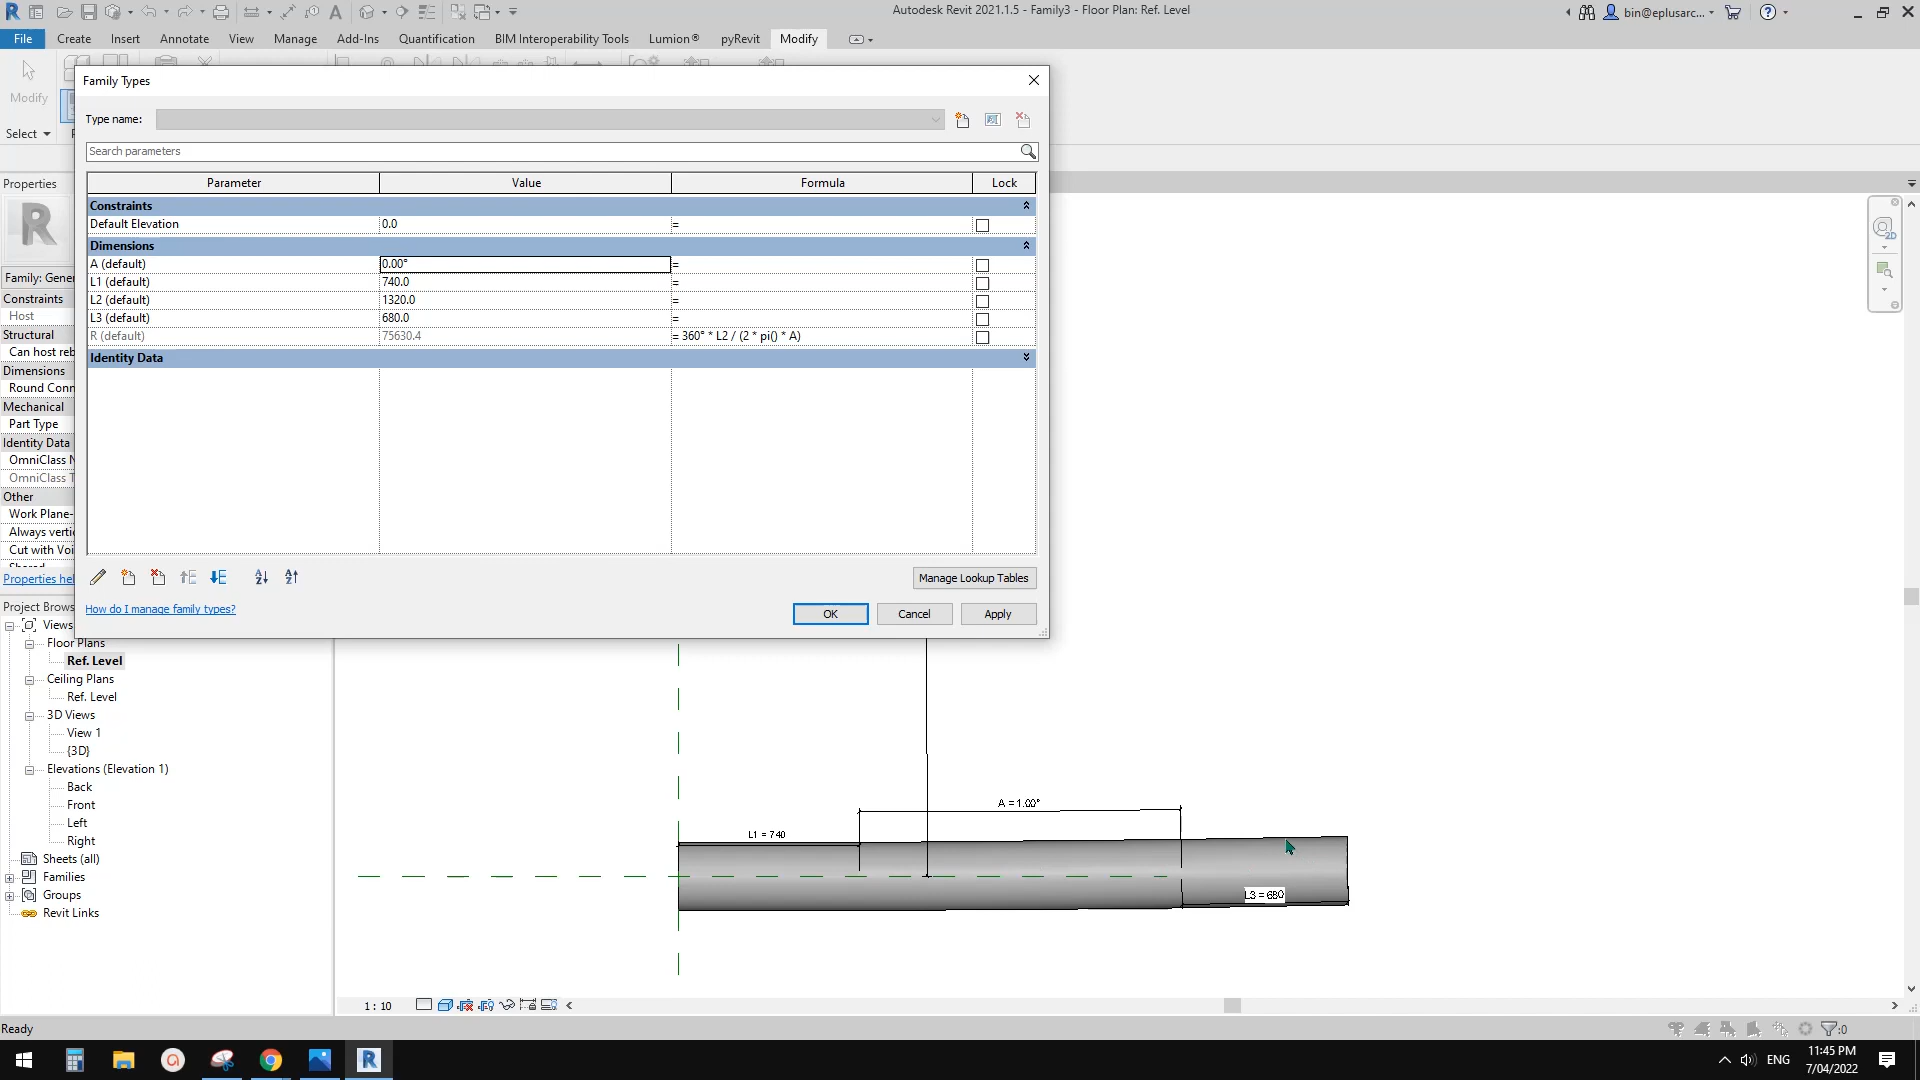 Autodesk Revit 2021.1.5 - Family3 - Floor Plan: Ref. Level
bin@eplusarc...
File Create Insert Annotate View Manage Add-Ins Quantification BIM Interoperability Tools Lumion® pyRevit Modify
Modify
Select
Family Types
Type name:
Search parameters
Parameter Value Formula Lock
Constraints
Default Elevation 0.0 =
Dimensions
A (default) 0.00° =
L1 (default) 740.0 =
L2 (default) 1320.0 =
L3 (default) 680.0 =
R (default) 75630.4 = 360° * L2 / (2 * pi() * A)
Identity Data
Manage Lookup Tables
How do I manage family types?
OK Cancel Apply
Properties
Family: Gener
Constraints
Host
Structural
Can host reb
Dimensions
Round Conn
Mechanical
Part Type
Identity Data
OmniClass N
OmniClass T
Other
Work Plane-
Always vertic
Cut with Voi
Properties hel
Project Brows
Views
Floor Plans
Ref. Level
Ceiling Plans
Ref. Level
3D Views
View 1
{3D}
Elevations (Elevation 1)
Back
Front
Left
Right
Sheets (all)
Families
Groups
Revit Links
A = 1.00°
L1 = 740
L3 = 680
1 : 10
Ready
:0
ENG
11:45 PM
7/04/2022